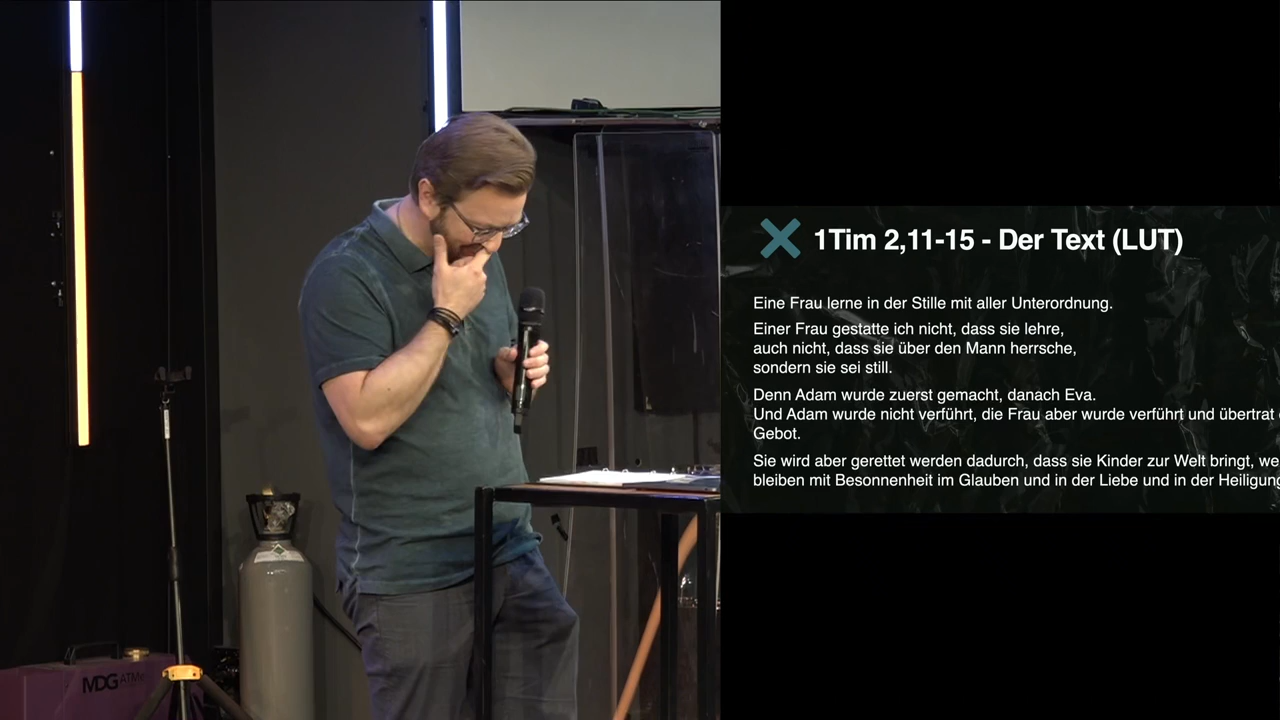 1Tim 2,11-15 - Der Text (LUT)
Eine Frau lerne in der Stille mit aller Unterordnung.
Einer Frau gestatte ich nicht, dass sie lehre,
auch nicht, dass sie über den Mann herrsche,
sondern sie sei still.
Denn Adam wurde zuerst gemacht, danach Eva.
Und Adam wurde nicht verführt, die Frau aber wurde verführt und übertrat
Gebot.
Sie wird aber gerettet werden dadurch, dass sie Kinder zur Welt bringt,
bleiben mit Besonnenheit im Glauben und in der Liebe und in der Heiligung
MDG ATMe